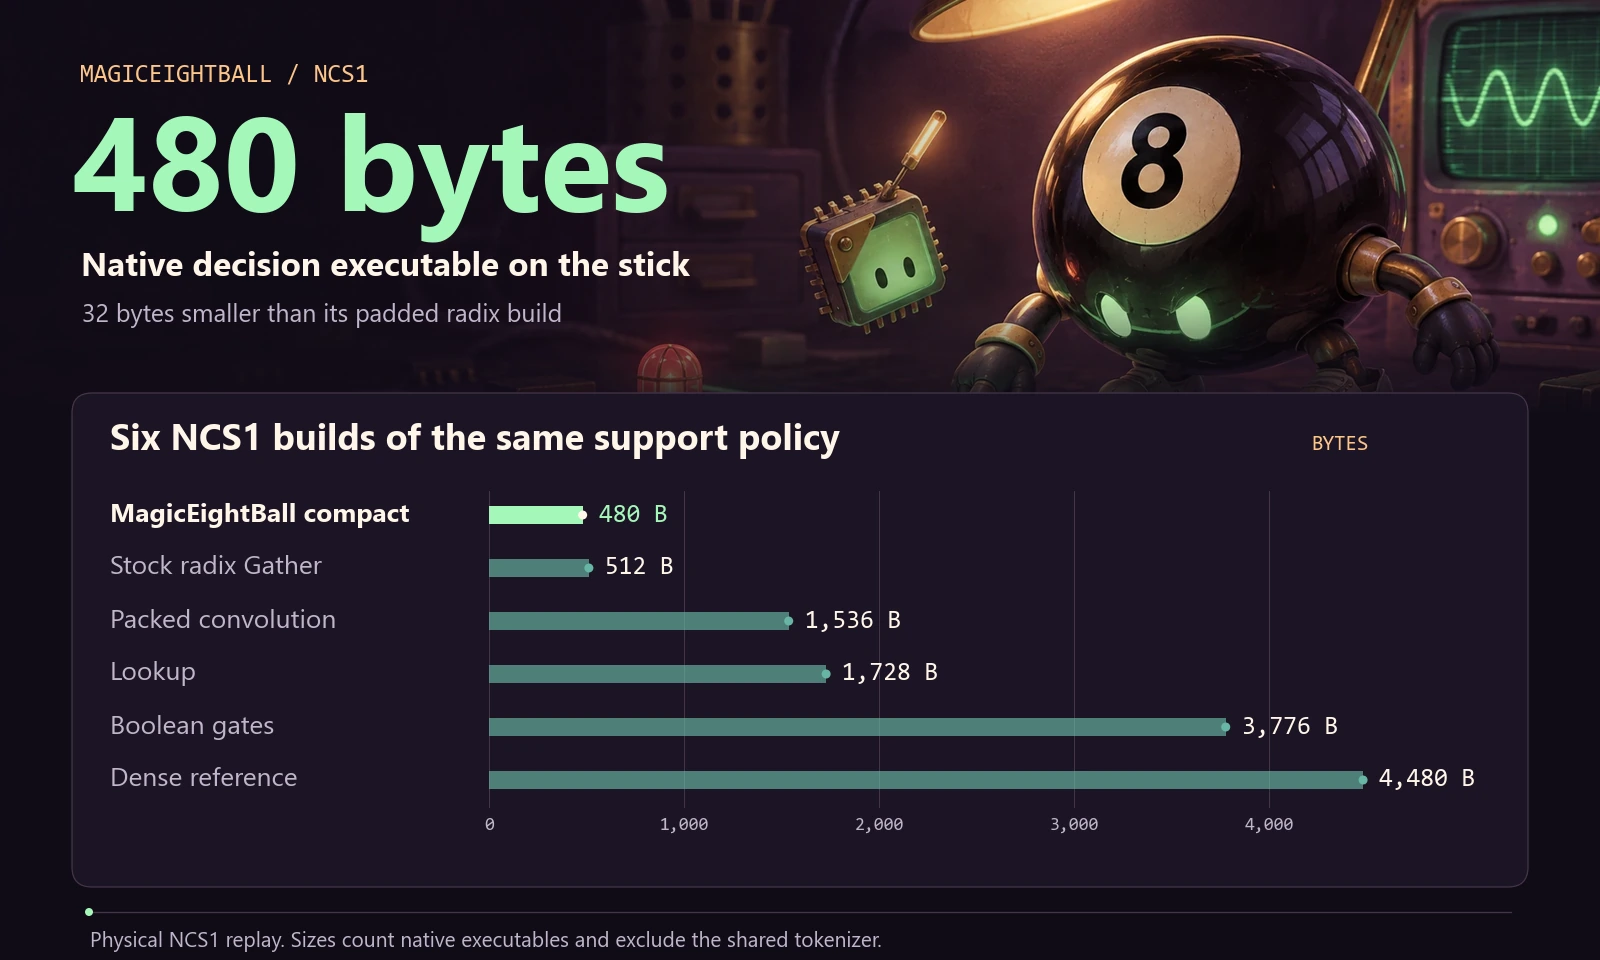 MAGICEIGHTBALL / NCS1
480 bytes
Native decision executable on the stick
32 bytes smaller than its padded radix build
8
Six NCS1 builds of the same support policy
BYTES
MagicEightBall compact 480 B
Stock radix Gather 512 B
Packed convolution 1,536 B
Lookup 1,728 B
Boolean gates 3,776 B
Dense reference 4,480 B
0 1,000 2,000 3,000 4,000
Physical NCS1 replay. Sizes count native executables and exclude the shared tokenizer.